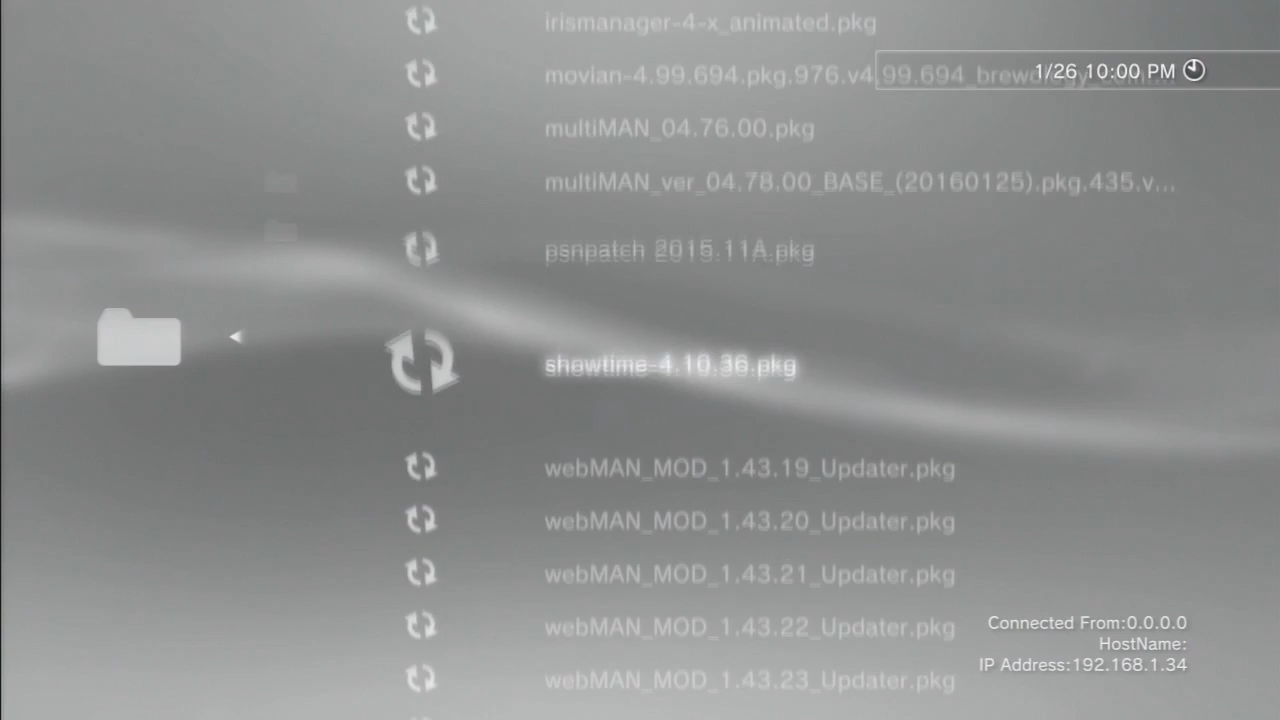 irismanager-4-x_animated.pkg
1/26 10:00 PM
movian-4.99.694.pkg.976.v4.99.694_brewology_com....
multiMAN_04.76.00.pkg
multiMAN_ver_04.78.00_BASE_(20160125).pkg.435.v...
psnpatch 2015.11A.pkg
showtime-4.10.36.pkg
webMAN_MOD_1.43.19_Updater.pkg
webMAN_MOD_1.43.20_Updater.pkg
webMAN_MOD_1.43.21_Updater.pkg
webMAN_MOD_1.43.22_Updater.pkg
webMAN_MOD_1.43.23_Updater.pkg
Connected From:0.0.0.0
HostName:
IP Address:192.168.1.34